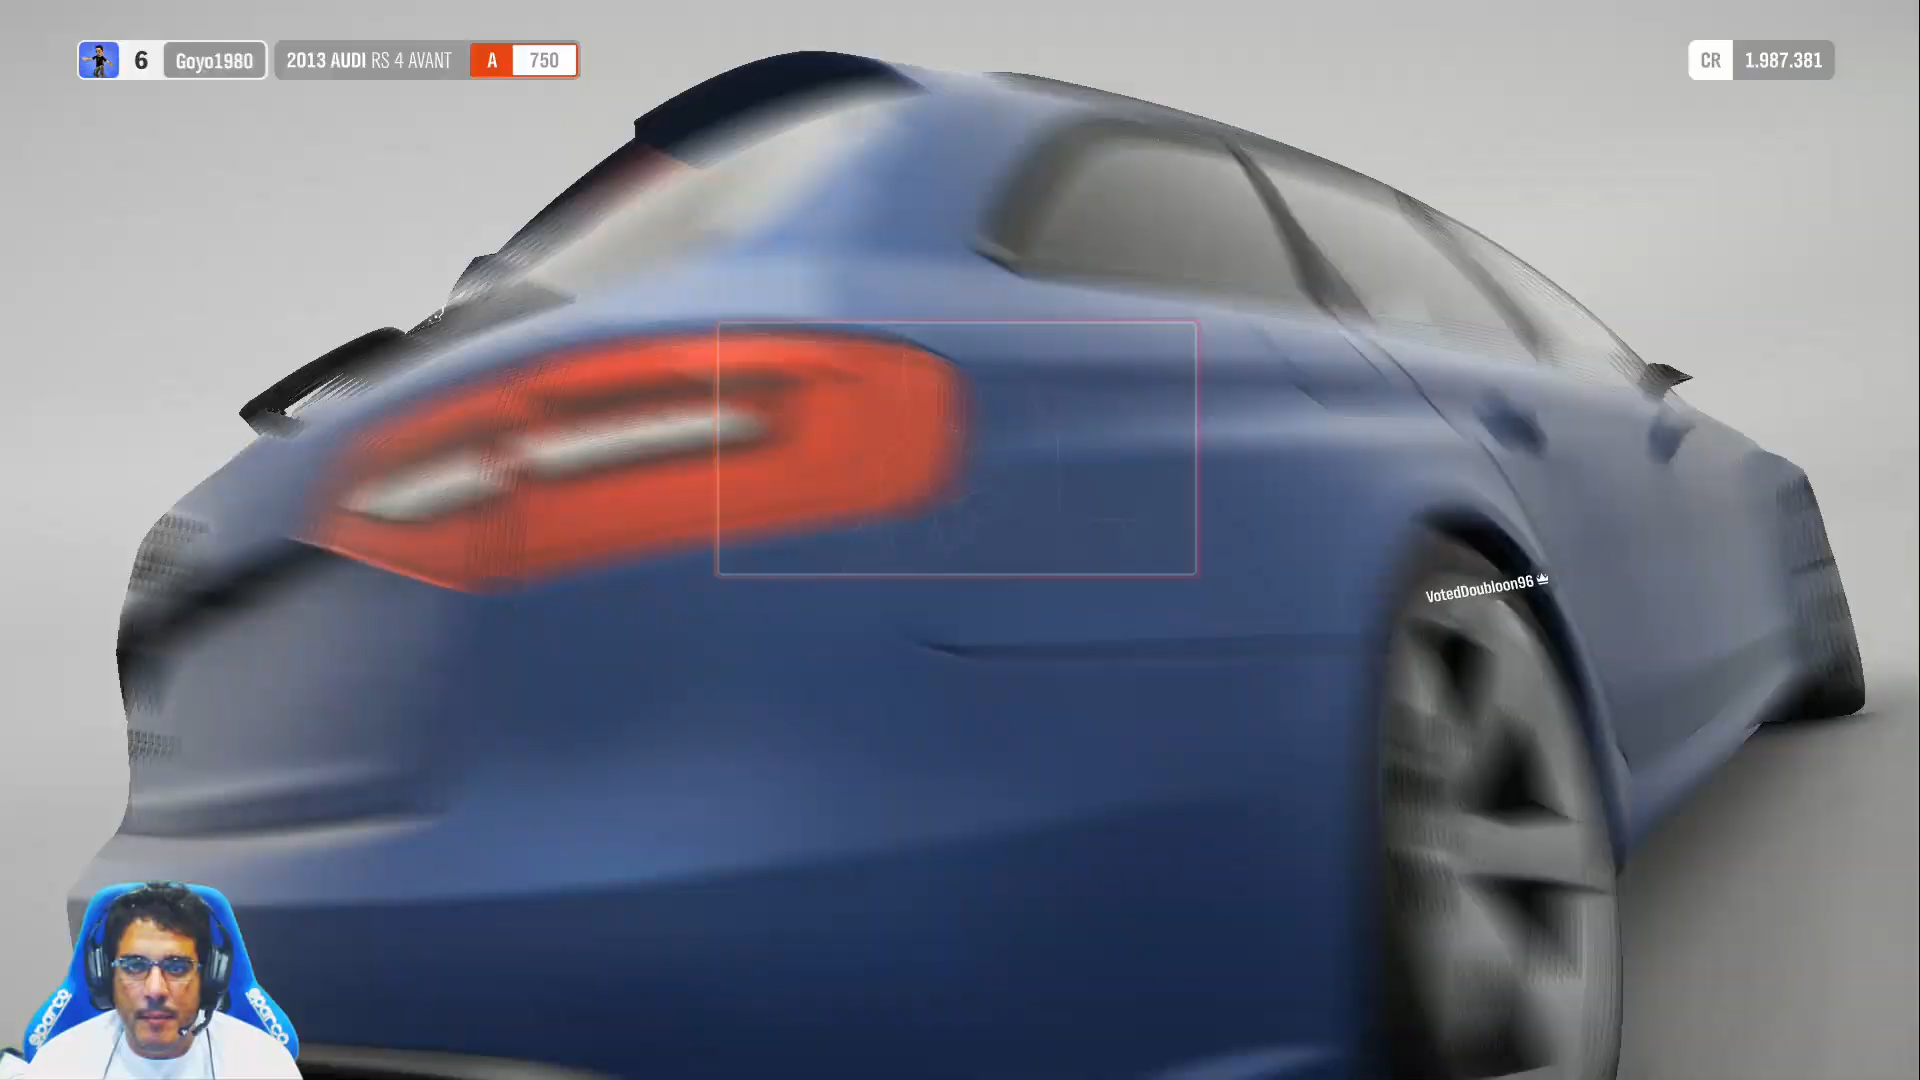 6 Goyo1980 2013 AUDI RS 4 AVANT A 750
CR 1.987.381
VotedDoubloon96
sparco sparco